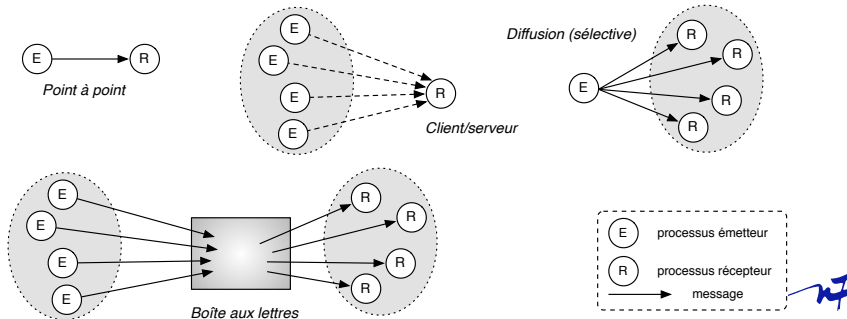 E
R
Point à point
E
E
E
E
R
Client/serveur
Diffusion (sélective)
E
R
R
R
R
E
E
E
E
R
R
R
R
Boîte aux lettres
E processus émetteur
R processus récepteur
message